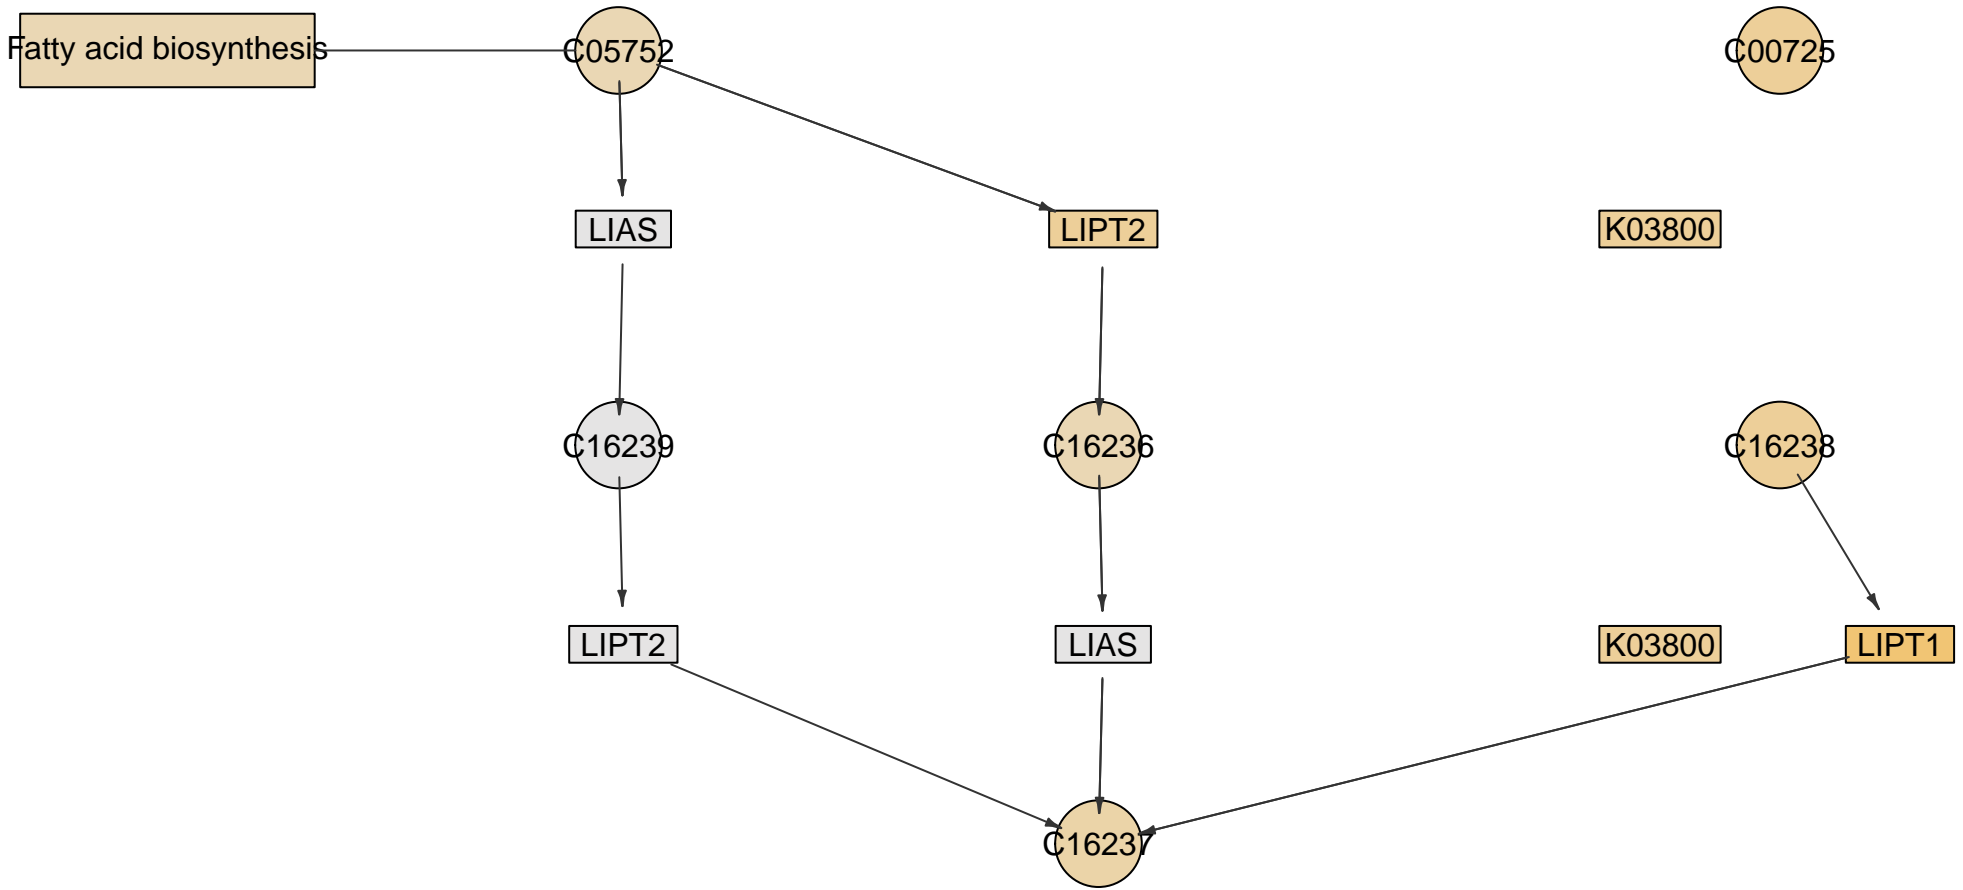 Fatty acid biosynthesis
C05752
C00725
LIAS
LIPT2
K03800
C16239
C16236
C16238
LIPT2
LIAS
K03800
LIPT1
C16237